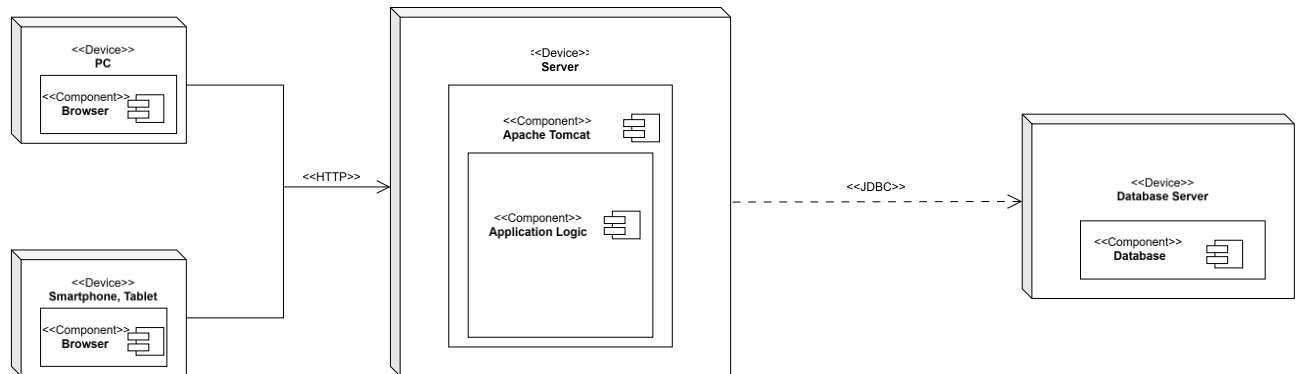 <<Device>>
PC
<<Component>>
Browser
<<HTTP>>
<<Device>>
Smartphone, Tablet
<<Component>>
Browser
<<Device>>
Server
<<Component>>
Apache Tomcat
<<Component>>
Application Logic
<<JDBC>>
<<Device>>
Database Server
<<Component>>
Database